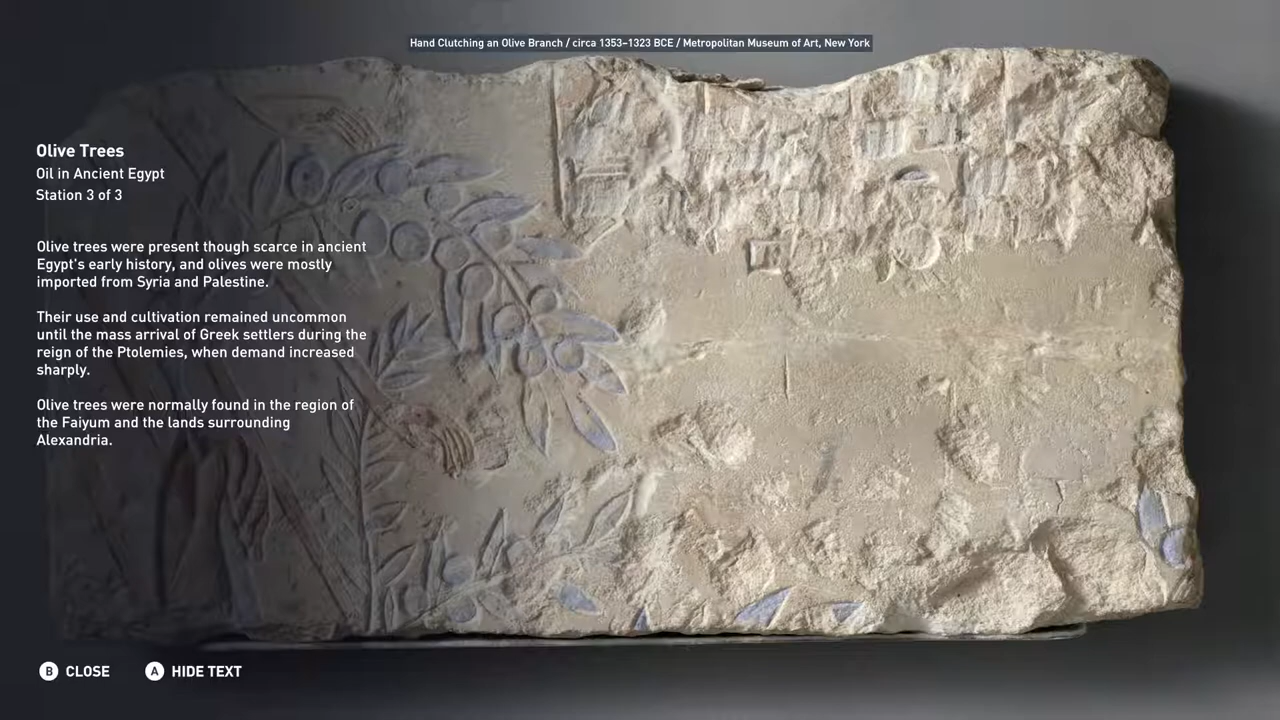 Hand Clutching an Olive Branch / circa 1353–1323 BCE / Metropolitan Museum of Art, New York
Olive Trees
Oil in Ancient Egypt
Station 3 of 3
Olive trees were present though scarce in ancient
Egypt's early history, and olives were mostly
imported from Syria and Palestine.
Their use and cultivation remained uncommon
until the mass arrival of Greek settlers during the
reign of the Ptolemies, when demand increased
sharply.
Olive trees were normally found in the region of
the Faiyum and the lands surrounding
Alexandria.
B CLOSE A HIDE TEXT